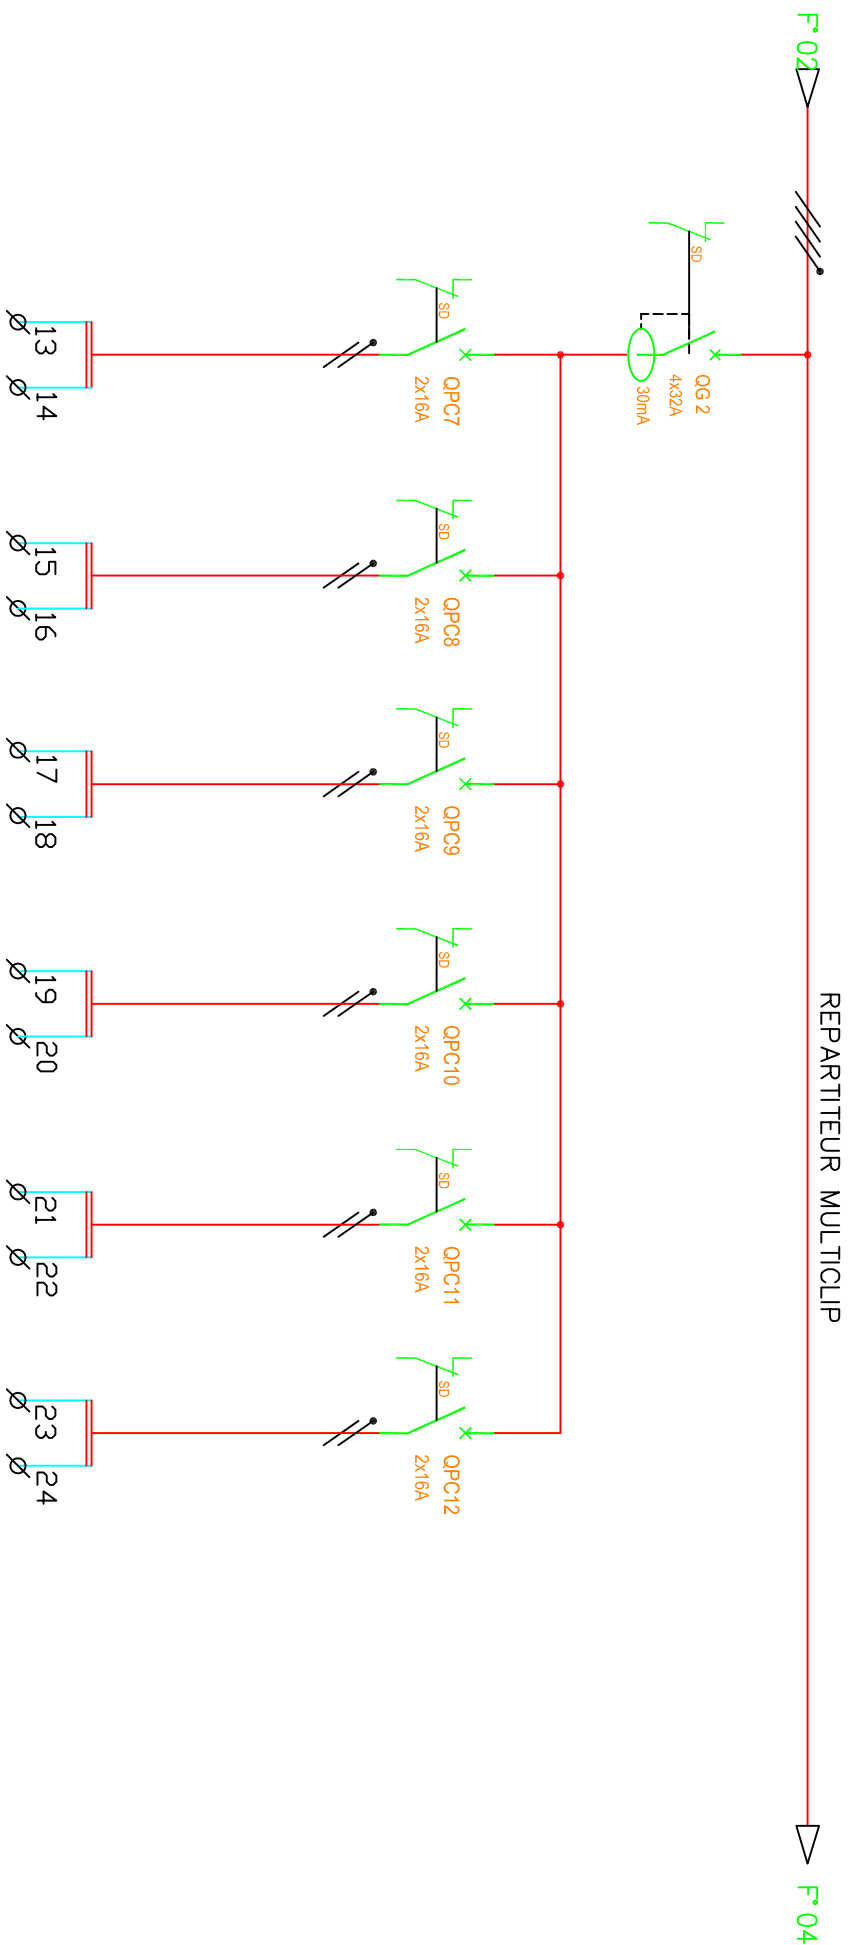 F°02
REPARTITEUR MULTICLIP
F°04
SD
QG 2
4x32A
30mA
SD
QPC7
2x16A
SD
QPC8
2x16A
SD
QPC9
2x16A
SD
QPC10
2x16A
SD
QPC11
2x16A
SD
QPC12
2x16A
13
14
15
16
17
18
19
20
21
22
23
24